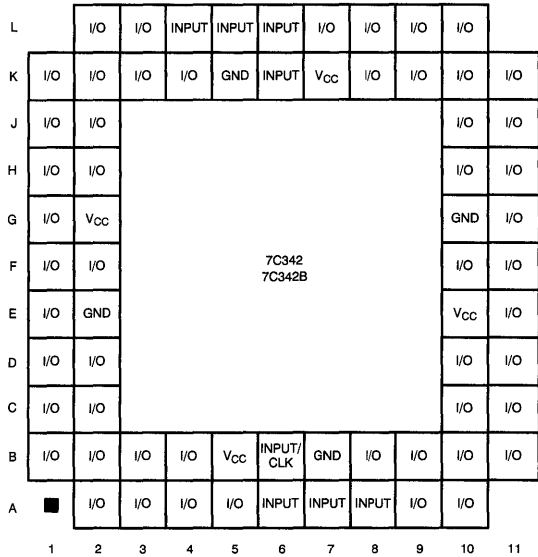 L I/O I/O INPUT INPUT INPUT I/O I/O I/O I/O
K I/O I/O I/O I/O GND INPUT VCC I/O I/O I/O I/O
J I/O I/O I/O I/O
H I/O I/O I/O I/O
G I/O VCC GND I/O
F I/O I/O 7C342 I/O I/O
7C342B
E I/O GND VCC I/O
D I/O I/O I/O I/O
C I/O I/O I/O I/O
B I/O I/O I/O I/O VCC INPUT/ CLK GND I/O I/O I/O I/O
A I/O I/O I/O I/O INPUT INPUT INPUT I/O I/O
1 2 3 4 5 6 7 8 9 10 11